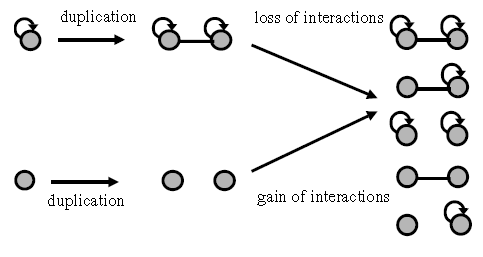 duplication
loss of interactions
duplication
gain of interactions